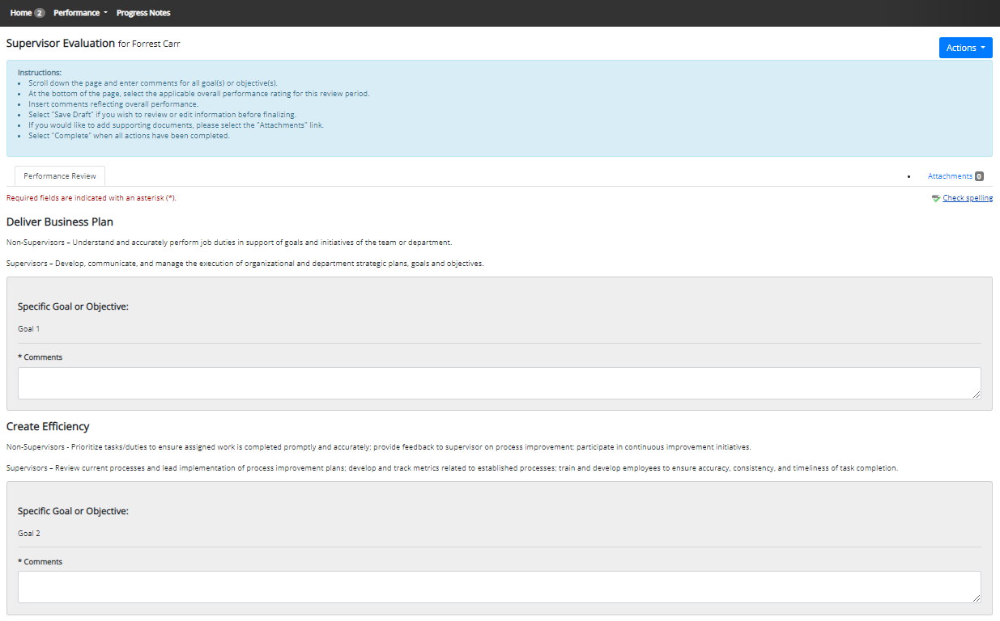 Home 2 Performance Progress Notes
Supervisor Evaluation for Forrest Carr
Actions
Instructions:
• Scroll down the page and enter comments for all goal(s) or objective(s).
• At the bottom of the page, select the applicable overall performance rating for this review period.
• Insert comments reflecting overall performance.
• Select "Save Draft" if you wish to review or edit information before finalizing.
• If you would like to add supporting documents, please select the "Attachments" link.
• Select "Complete" when all actions have been completed.
Performance Review
• Attachments 0
Required fields are indicated with an asterisk (*).
Check spelling
Deliver Business Plan
Non-Supervisors – Understand and accurately perform job duties in support of goals and initiatives of the team or department.
Supervisors – Develop, communicate, and manage the execution of organizational and department strategic plans, goals and objectives.
Specific Goal or Objective:
Goal 1
* Comments
Create Efficiency
Non-Supervisors - Prioritize tasks/duties to ensure assigned work is completed promptly and accurately; provide feedback to supervisor on process improvement; participate in continuous improvement initiatives.
Supervisors – Review current processes and lead implementation of process improvement plans; develop and track metrics related to established processes; train and develop employees to ensure accuracy, consistency, and timeliness of task completion.
Specific Goal or Objective:
Goal 2
* Comments